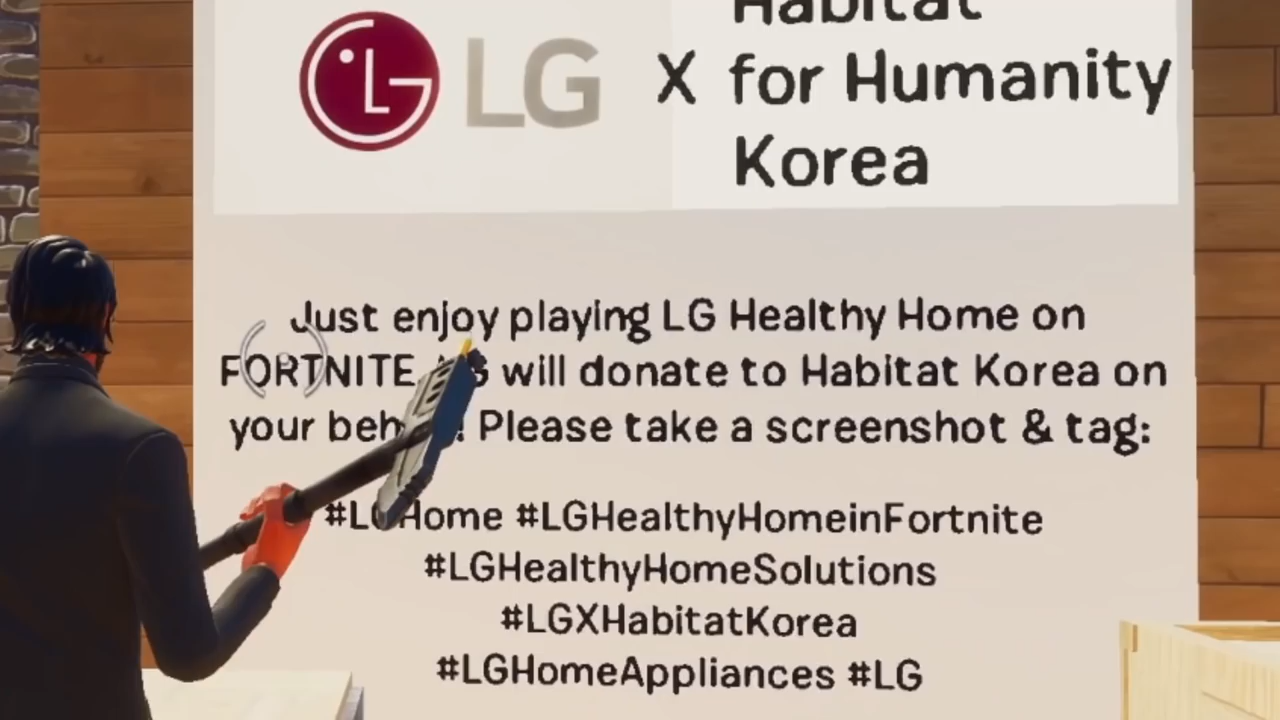 LG
Habitat
X for Humanity
Korea
Just enjoy playing LG Healthy Home on
FORTNITE. will donate to Habitat Korea on
your Please take a screenshot & tag:
#LGHome #LGHealthyHomeinFortnite
#LGHealthyHomeSolutions
#LGXHabitatKorea
#LGHomeAppliances #LG